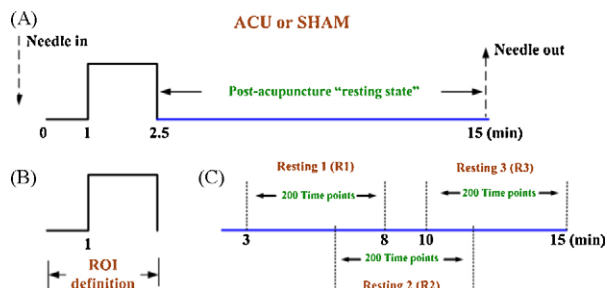 (A)
ACU or SHAM
Needle in
Needle out
Post-acupuncture “resting state”
0 1 2.5 15 (min)
(B)
(C)
Resting 1 (R1)
Resting 3 (R3)
200 Time points
200 Time points
1
3 8 10 15 (min)
ROI
definition
200 Time points
Resting 2 (R2)